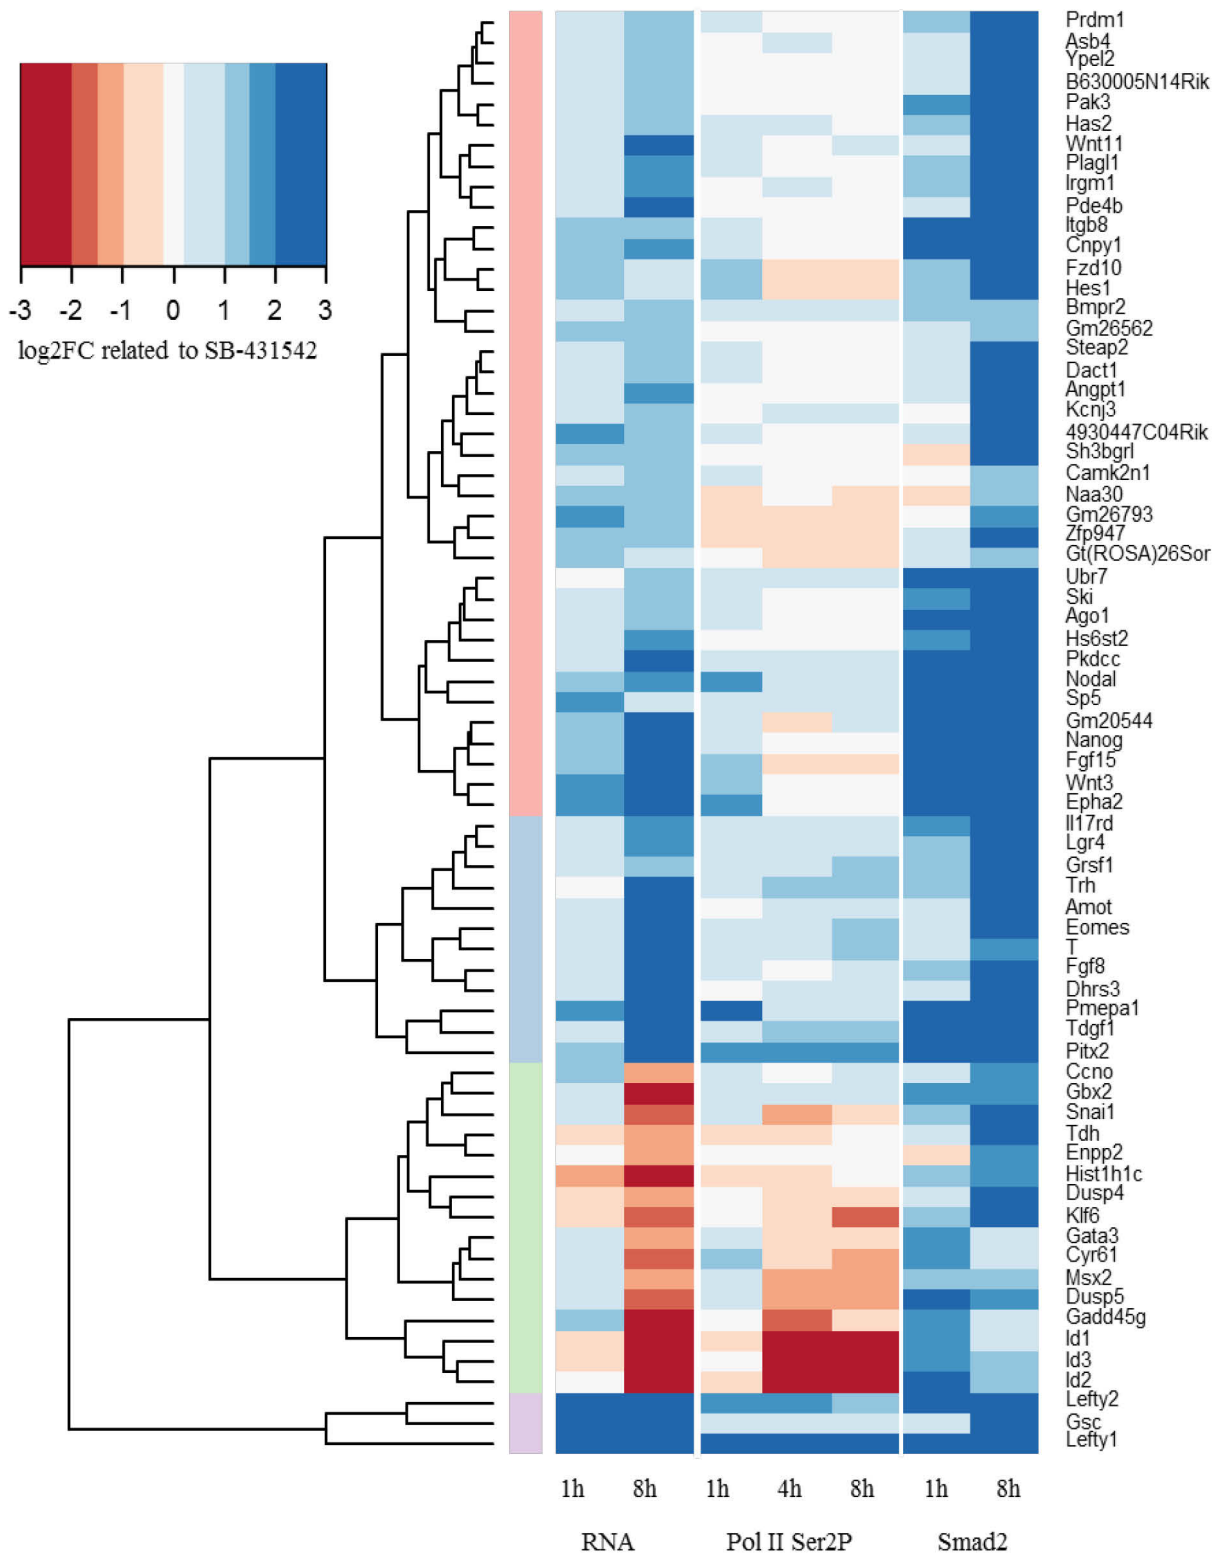 Prdm1
Asb4
Ypel2
B630005N14Rik
Pak3
Has2
Wnt11
Plagl1
Irgm1
Pde4b
Itgb8
Cnpy1
Fzd10
Hes1
Bmpr2
Gm26562
Steap2
Dact1
Angpt1
Kcnj3
4930447C04Rik
Sh3bgrl
Camk2n1
Naa30
Gm26793
Zfp947
Gt(ROSA)26Sor
Ubr7
Ski
Ago1
Hs6st2
Pkdcc
Nodal
Sp5
Gm20544
Nanog
Fgf15
Wnt3
Epha2
Il17rd
Lgr4
Grsf1
Trh
Amot
Eomes
T
Fgf8
Dhrs3
Pmepa1
Tdgf1
Pitx2
Ccno
Gbx2
Snai1
Tdh
Enpp2
Hist1h1c
Dusp4
Klf6
Gata3
Cyr61
Msx2
Dusp5
Gadd45g
Id1
Id3
Id2
Lefty2
Gsc
Lefty1
-3 -2 -1 0 1 2 3
log2FC related to SB-431542
1h 8h 1h 4h 8h 1h 8h
RNA Pol II Ser2P Smad2